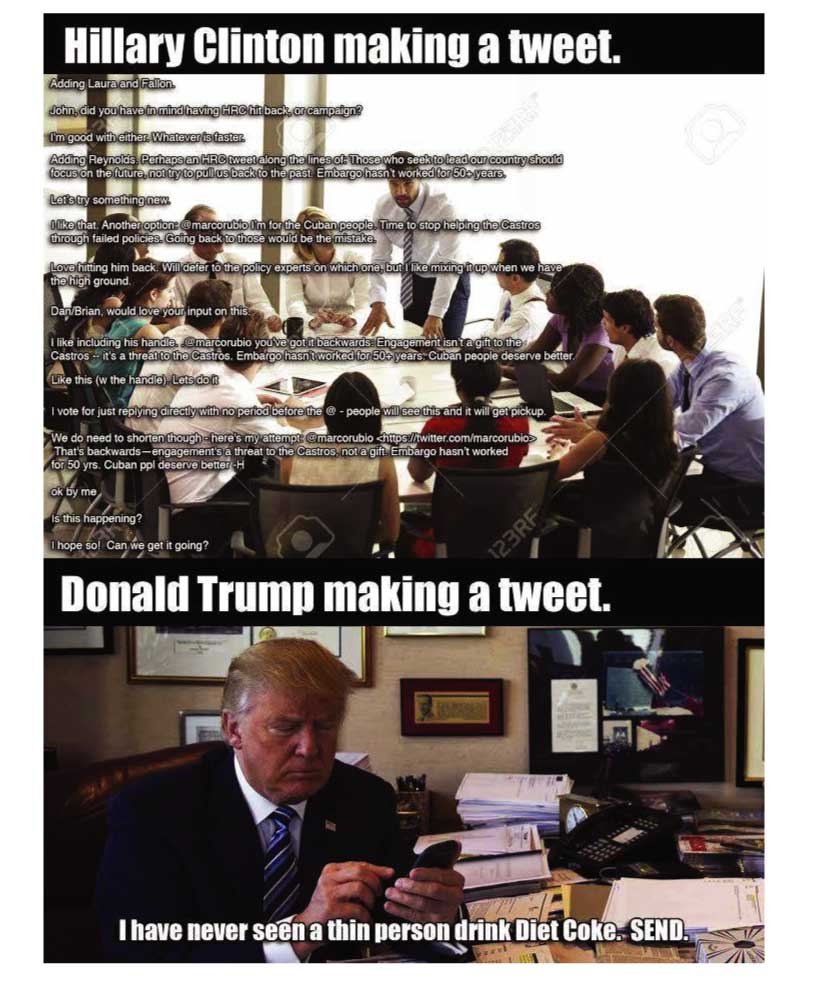 Hillary Clinton making a tweet.
Adding Laura and Fallon.
John, did you have in mind having HRC hit back, or campaign?
I'm good with either. Whatever is faster.
Adding Reynolds. Perhaps an HRC tweet along the lines of- Those who seek to lead our country should
focus on the future, not try to pull us back to the past. Embargo hasn't worked for 50+ years.
Let's try something new.
I like that. Another option- @marcorubio I'm for the Cuban people. Time to stop helping the Castros
through failed policies. Going back to those would be the mistake.
Love hitting him back. Will defer to the policy experts on which one, but I like mixing it up when we have
the high ground.
Dan/Brian, would love your input on this.
I like including his handle. .@marcorubio you've got it backwards: Engagement isn't a gift to the
Castros -- it's a threat to the Castros. Embargo hasn't worked for 50+ years. Cuban people deserve better.
Like this (w the handle). Lets do it
I vote for just replying directly with no period before the @ - people will see this and it will get pickup.
We do need to shorten though - here's my attempt- @marcorubio <https://twitter.com/marcorubio>
That's backwards—engagement's a threat to the Castros, not a gift. Embargo hasn't worked
for 50 yrs. Cuban ppl deserve better -H
ok by me
Is this happening?
I hope so! Can we get it going?
123RF
Donald Trump making a tweet.
I have never seen a thin person drink Diet Coke. SEND.